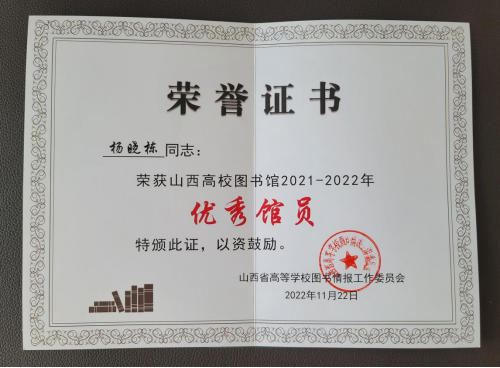 荣誉证书
杨晓栋同志：
荣获山西高校图书馆2021-2022年
优秀馆员
特颁此证，以资鼓励。
山西省高等学校图书情报工作委员会
2022年11月22日